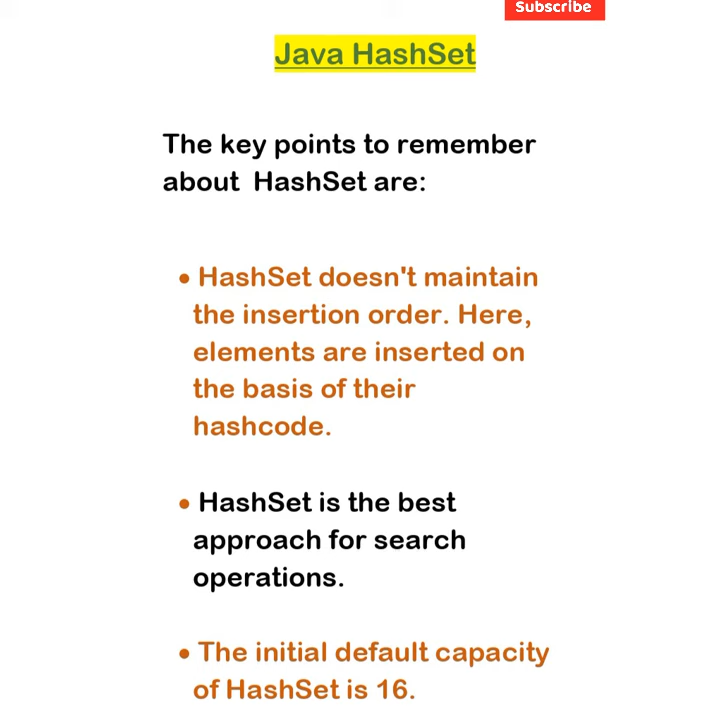 Subscribe
Java HashSet
The key points to remember
about HashSet are:
• HashSet doesn't maintain
the insertion order. Here,
elements are inserted on
the basis of their
hashcode.
• HashSet is the best
approach for search
operations.
• The initial default capacity
of HashSet is 16.